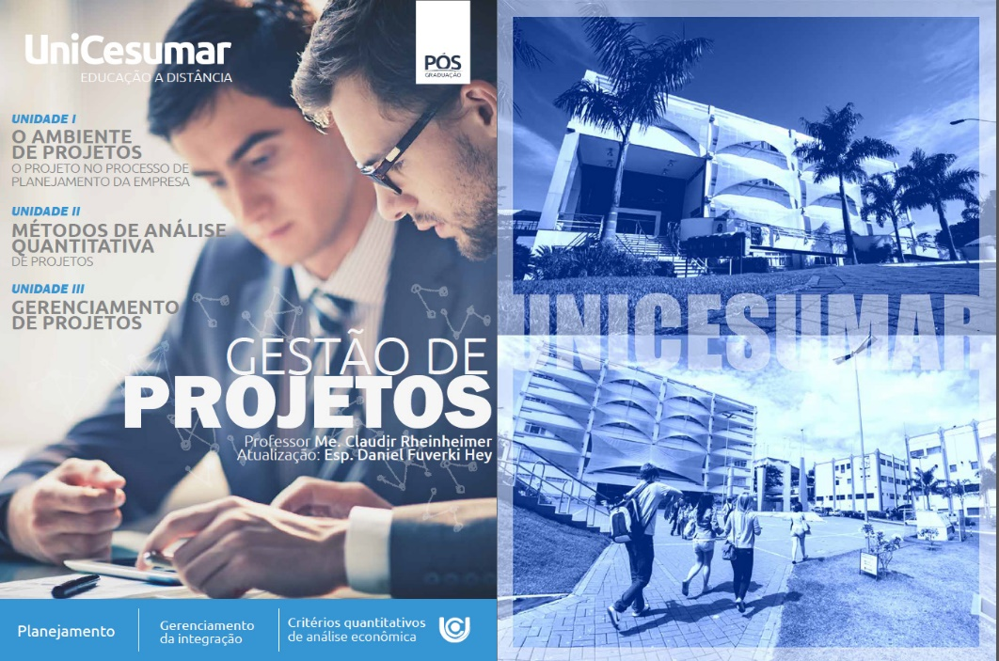 UniCesumar
EDUCAÇÃO A DISTÂNCIA
PÓS
GRADUAÇÃO
UNIDADE I
O AMBIENTE
DE PROJETOS
O PROJETO NO PROCESSO DE
PLANEJAMENTO DA EMPRESA
UNIDADE II
MÉTODOS DE ANÁLISE
QUANTITATIVA
DE PROJETOS
UNIDADE III
GERENCIAMENTO
DE PROJETOS
GESTÃO DE
PROJETOS
Professor Me. Claudir Rheinheimer
Atualização: Esp. Daniel Fuverki Hey
Planejamento
Gerenciamento
da integração
Critérios quantitativos
de análise econômica
UNICESUMAR